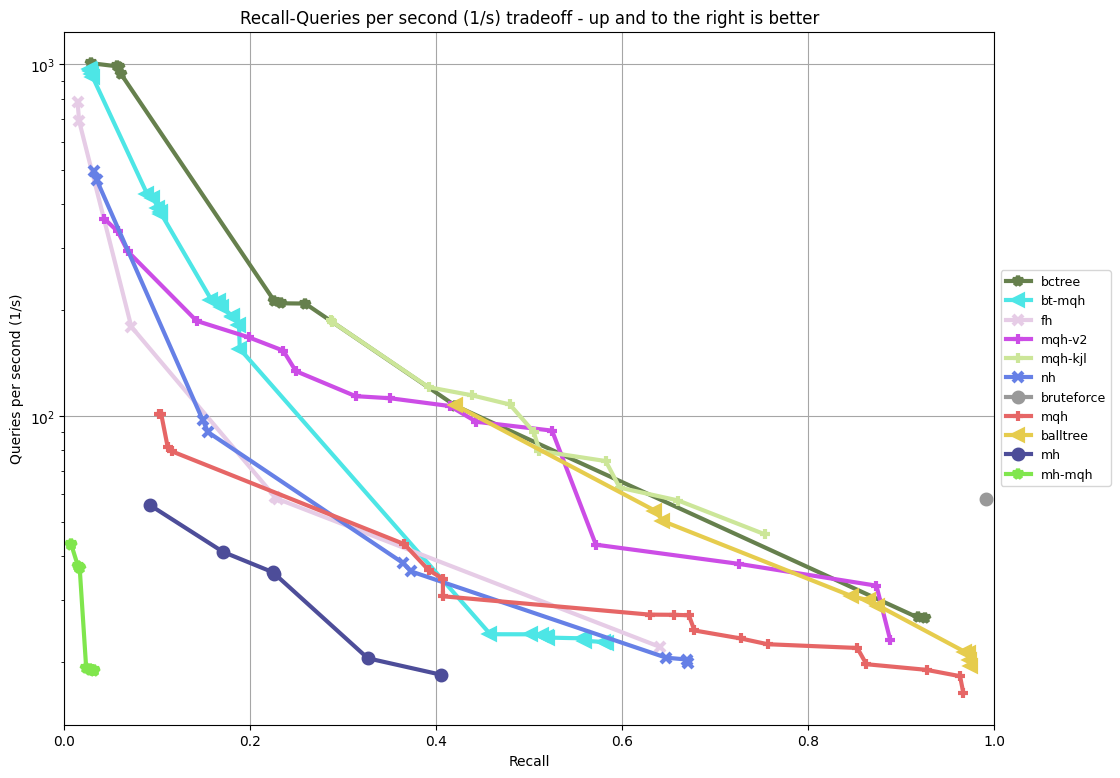 Recall-Queries per second (1/s) tradeoff - up and to the right is better
10³
10²
Queries per second (1/s)
0.0 0.2 0.4 0.6 0.8 1.0
Recall
bctree
bt-mqh
fh
mqh-v2
mqh-kjl
nh
bruteforce
mqh
balltree
mh
mh-mqh